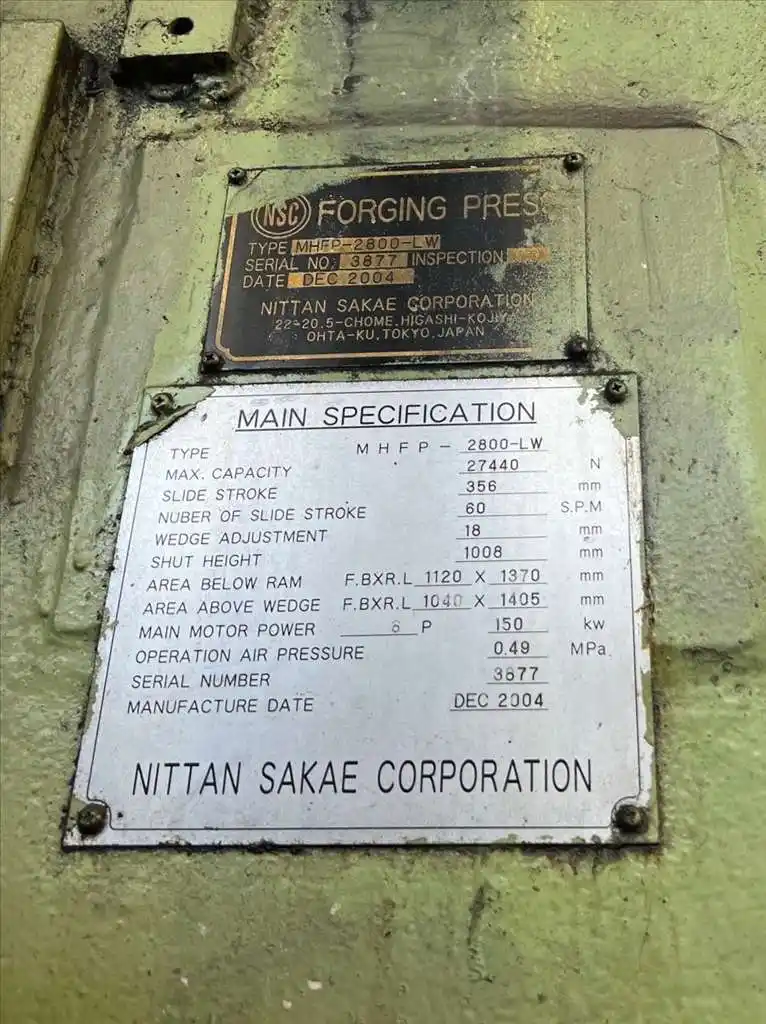 NSC FORGING PRES
TYPE MHFP-2800-LW
SERIAL NO. 3877 INSPECTION
DATE DEC 2004
NITTAN SAKAE CORPORATION
22-20.5-CHOME, HIGASHI-KOJIY
OHTA-KU, TOKYO, JAPAN
MAIN SPECIFICATION
TYPE MHFP-2800-LW
MAX. CAPACITY 27440 N
SLIDE STROKE 356 mm
NUBER OF SLIDE STROKE 60 S.P.M
WEDGE ADJUSTMENT 18 mm
SHUT HEIGHT 1008 mm
AREA BELOW RAM F.BXR.L 1120 X 1370 mm
AREA ABOVE WEDGE F.BXR.L 1040 X 1405 mm
MAIN MOTOR POWER P 150 kw
OPERATION AIR PRESSURE 0.49 MPa
SERIAL NUMBER 3877
MANUFACTURE DATE DEC 2004
NITTAN SAKAE CORPORATION